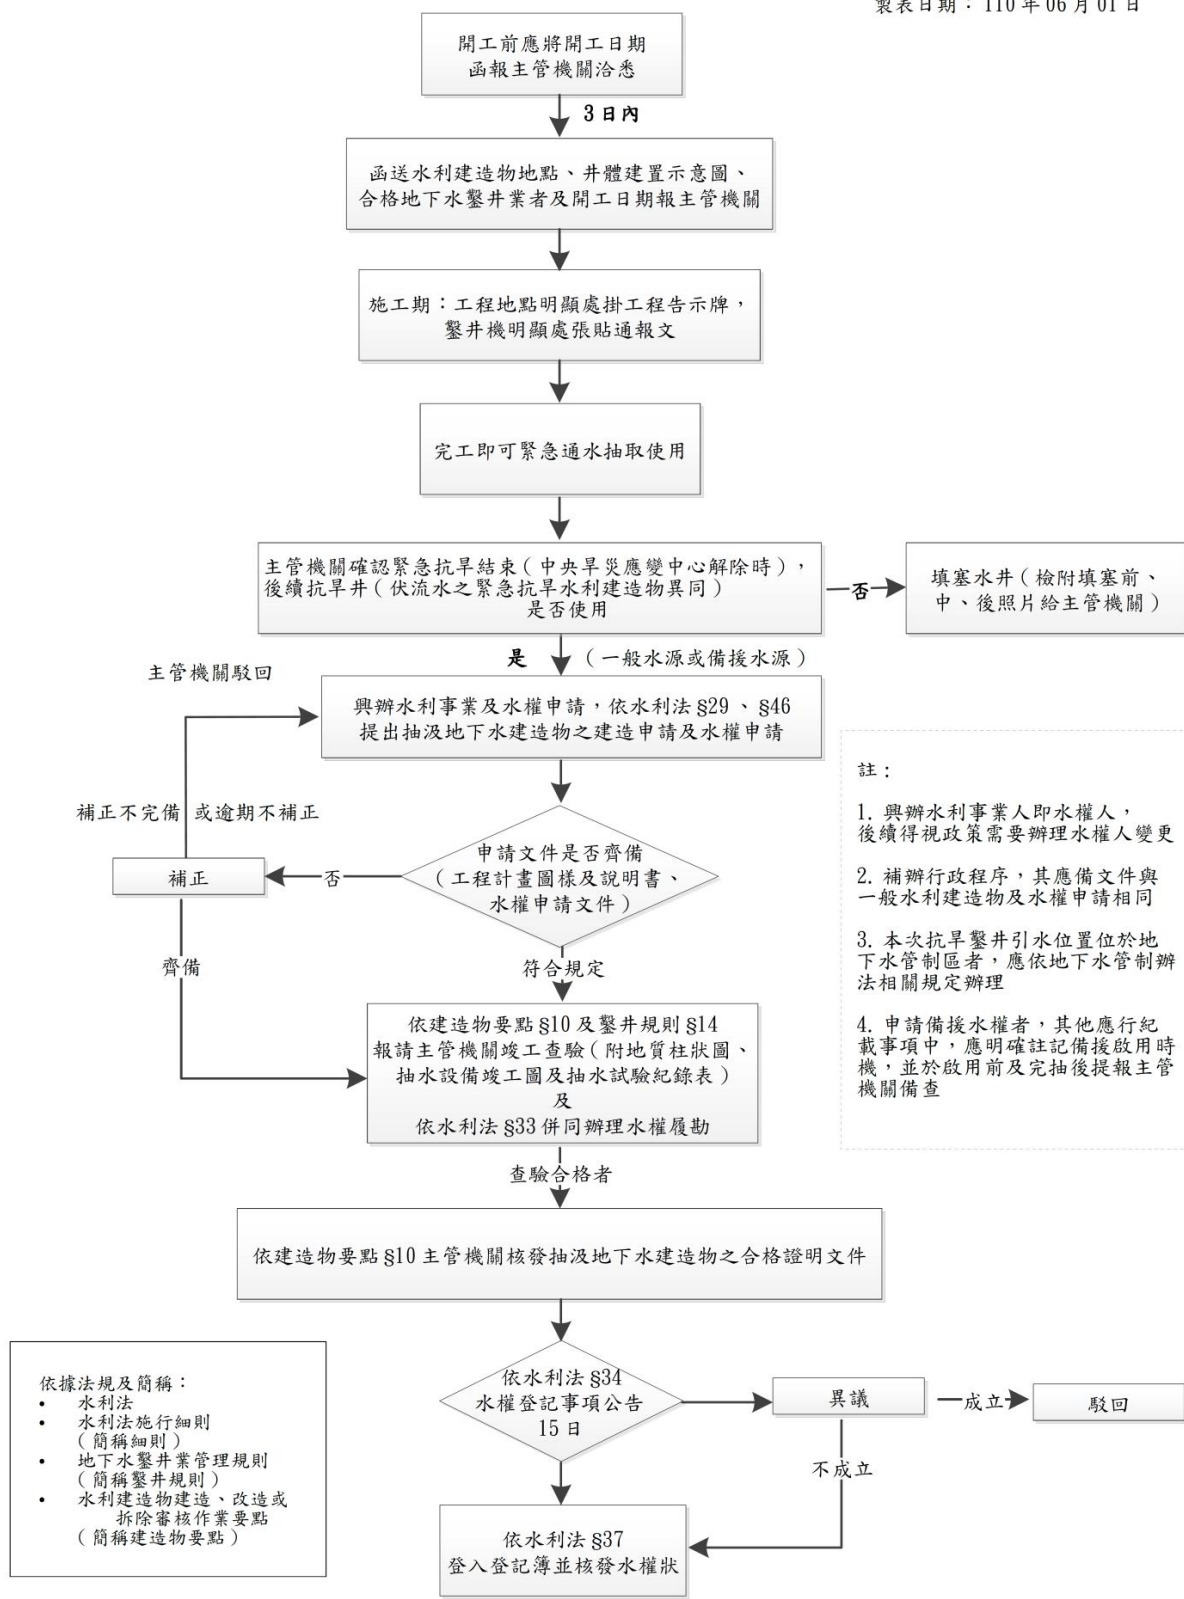 製表日期：110年06月01日
開工前應將開工日期
函報主管機關洽悉
3日內
函送水利建造物地點、井體建置示意圖、
合格地下水鑿井業者及開工日期報主管機關
施工期：工程地點明顯處掛工程告示牌，
鑿井機明顯處張貼通報文
完工即可緊急通水抽取使用
主管機關確認緊急抗旱結束（中央旱災應變中心解除時），
後續抗旱井（伏流水之緊急抗旱水利建造物異同）
是否使用
否
填塞水井（檢附填塞前、
中、後照片給主管機關）
是
（一般水源或備援水源）
主管機關駁回
興辦水利事業及水權申請，依水利法§29、§46
提出抽汲地下水建造物之建造申請及水權申請
補正不完備 或逾期不補正
補正
否
申請文件是否齊備
（工程計畫圖樣及說明書、
水權申請文件）
齊備
符合規定
依建造物要點§10及鑿井規則§14
報請主管機關竣工查驗（附地質柱狀圖、
抽水設備竣工圖及抽水試驗紀錄表）
及
依水利法§33併同辦理水權履勘
註：
1. 興辦水利事業人即水權人，
後續得視政策需要辦理水權人變更
2. 補辦行政程序，其應備文件與
一般水利建造物及水權申請相同
3. 本次抗旱鑿井引水位置位於地
下水管制區者，應依地下水管制辦
法相關規定辦理
4. 申請備援水權者，其他應行紀
載事項中，應明確註記備援啟用時
機，並於啟用前及完抽後提報主管
機關備查
查驗合格者
依建造物要點§10主管機關核發抽汲地下水建造物之合格證明文件
依水利法§34
水權登記事項公告
15日
異議
成立
駁回
不成立
依水利法§37
登入登記簿並核發水權狀
依據法規及簡稱：
• 水利法
• 水利法施行細則
（簡稱細則）
• 地下水鑿井業管理規則
（簡稱鑿井規則）
• 水利建造物建造、改造或
拆除審核作業要點
（簡稱建造物要點）